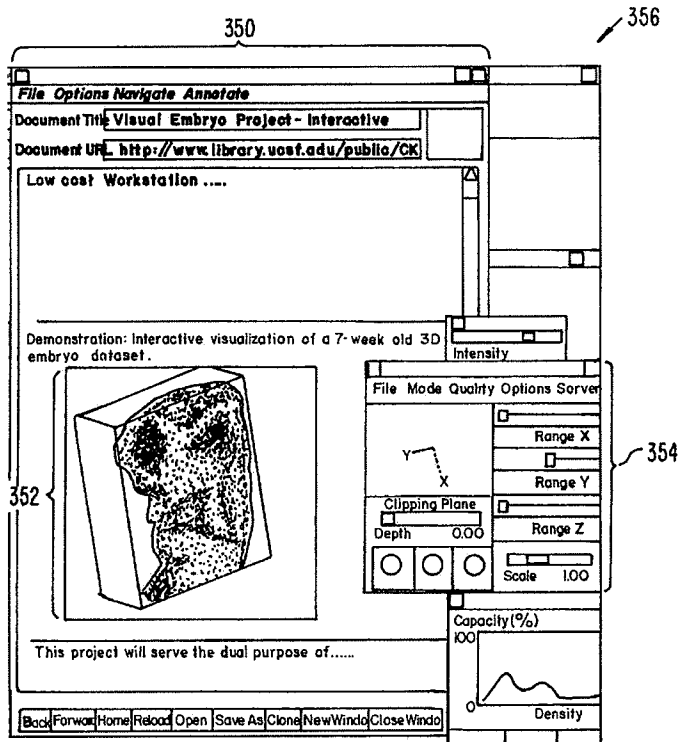 350
356
File Options Navigate Annotate
Document Title Visual Embryo Project- Interactive
Document URL http://www.library.ucsf.adu/public/CK
Low cost Workstation .....
Demonstration: Interactive visualization of a 7-week old 3D
embryo dataset.
Intensity
File Mode Quality Options Server
Range X
Y
X
Range Y
354
352
Clipping Plane
Depth 0.00
Range Z
Scale 1.00
Capacity(%)
100
0
Density
This project will serve the dual purpose of......
Back Forward Home Reload Open Save As Clone New Windo Close Windo